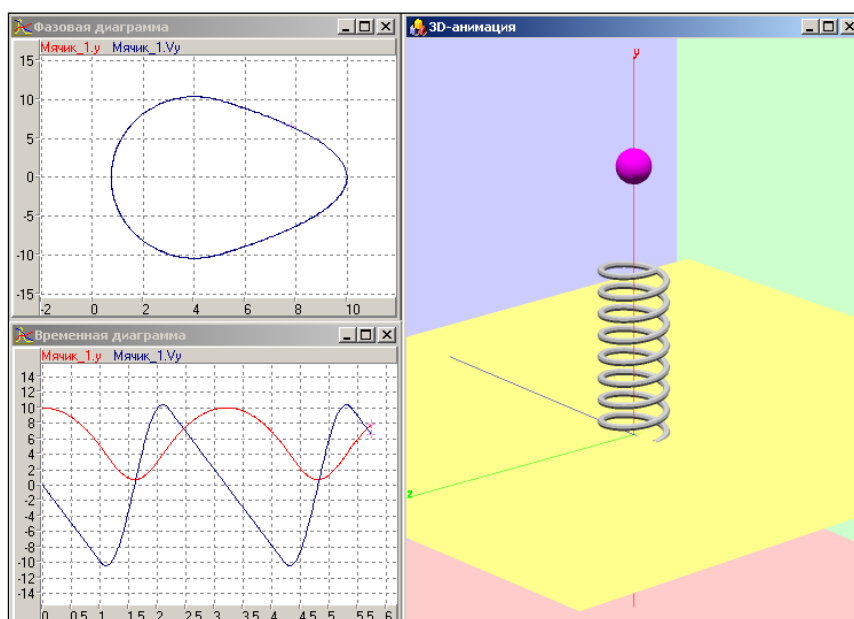 Фазовая диаграмма
Мячик_1.y Мячик_1.Vy
15
10
5
0
-5
-10
-15
-2 0 2 4 6 8 10
Временная диаграмма
Мячик_1.y Мячик_1.Vy
14
12
10
8
6
4
2
0
-2
-4
-6
-8
-10
-12
-14
0 0.5 1 1.5 2 2.5 3 3.5 4 4.5 5 5.5 6
3D-анимация
y
z